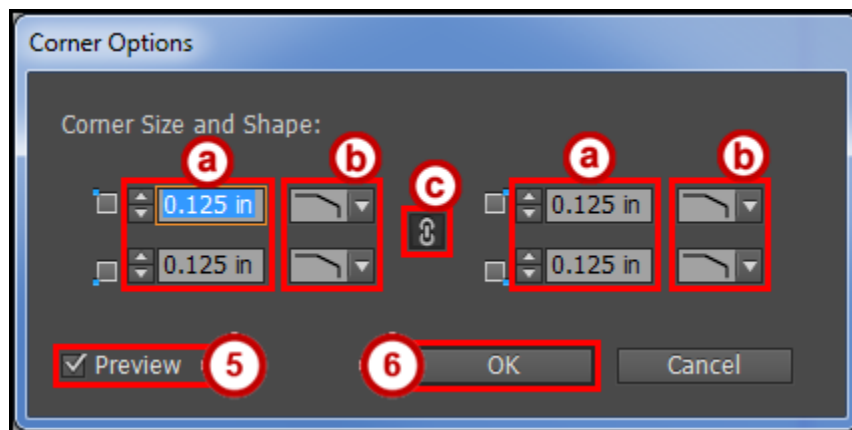 Corner Options
Corner Size and Shape:
a b a b
c
0.125 in 0.125 in
0.125 in 0.125 in
Preview 5 6 OK Cancel